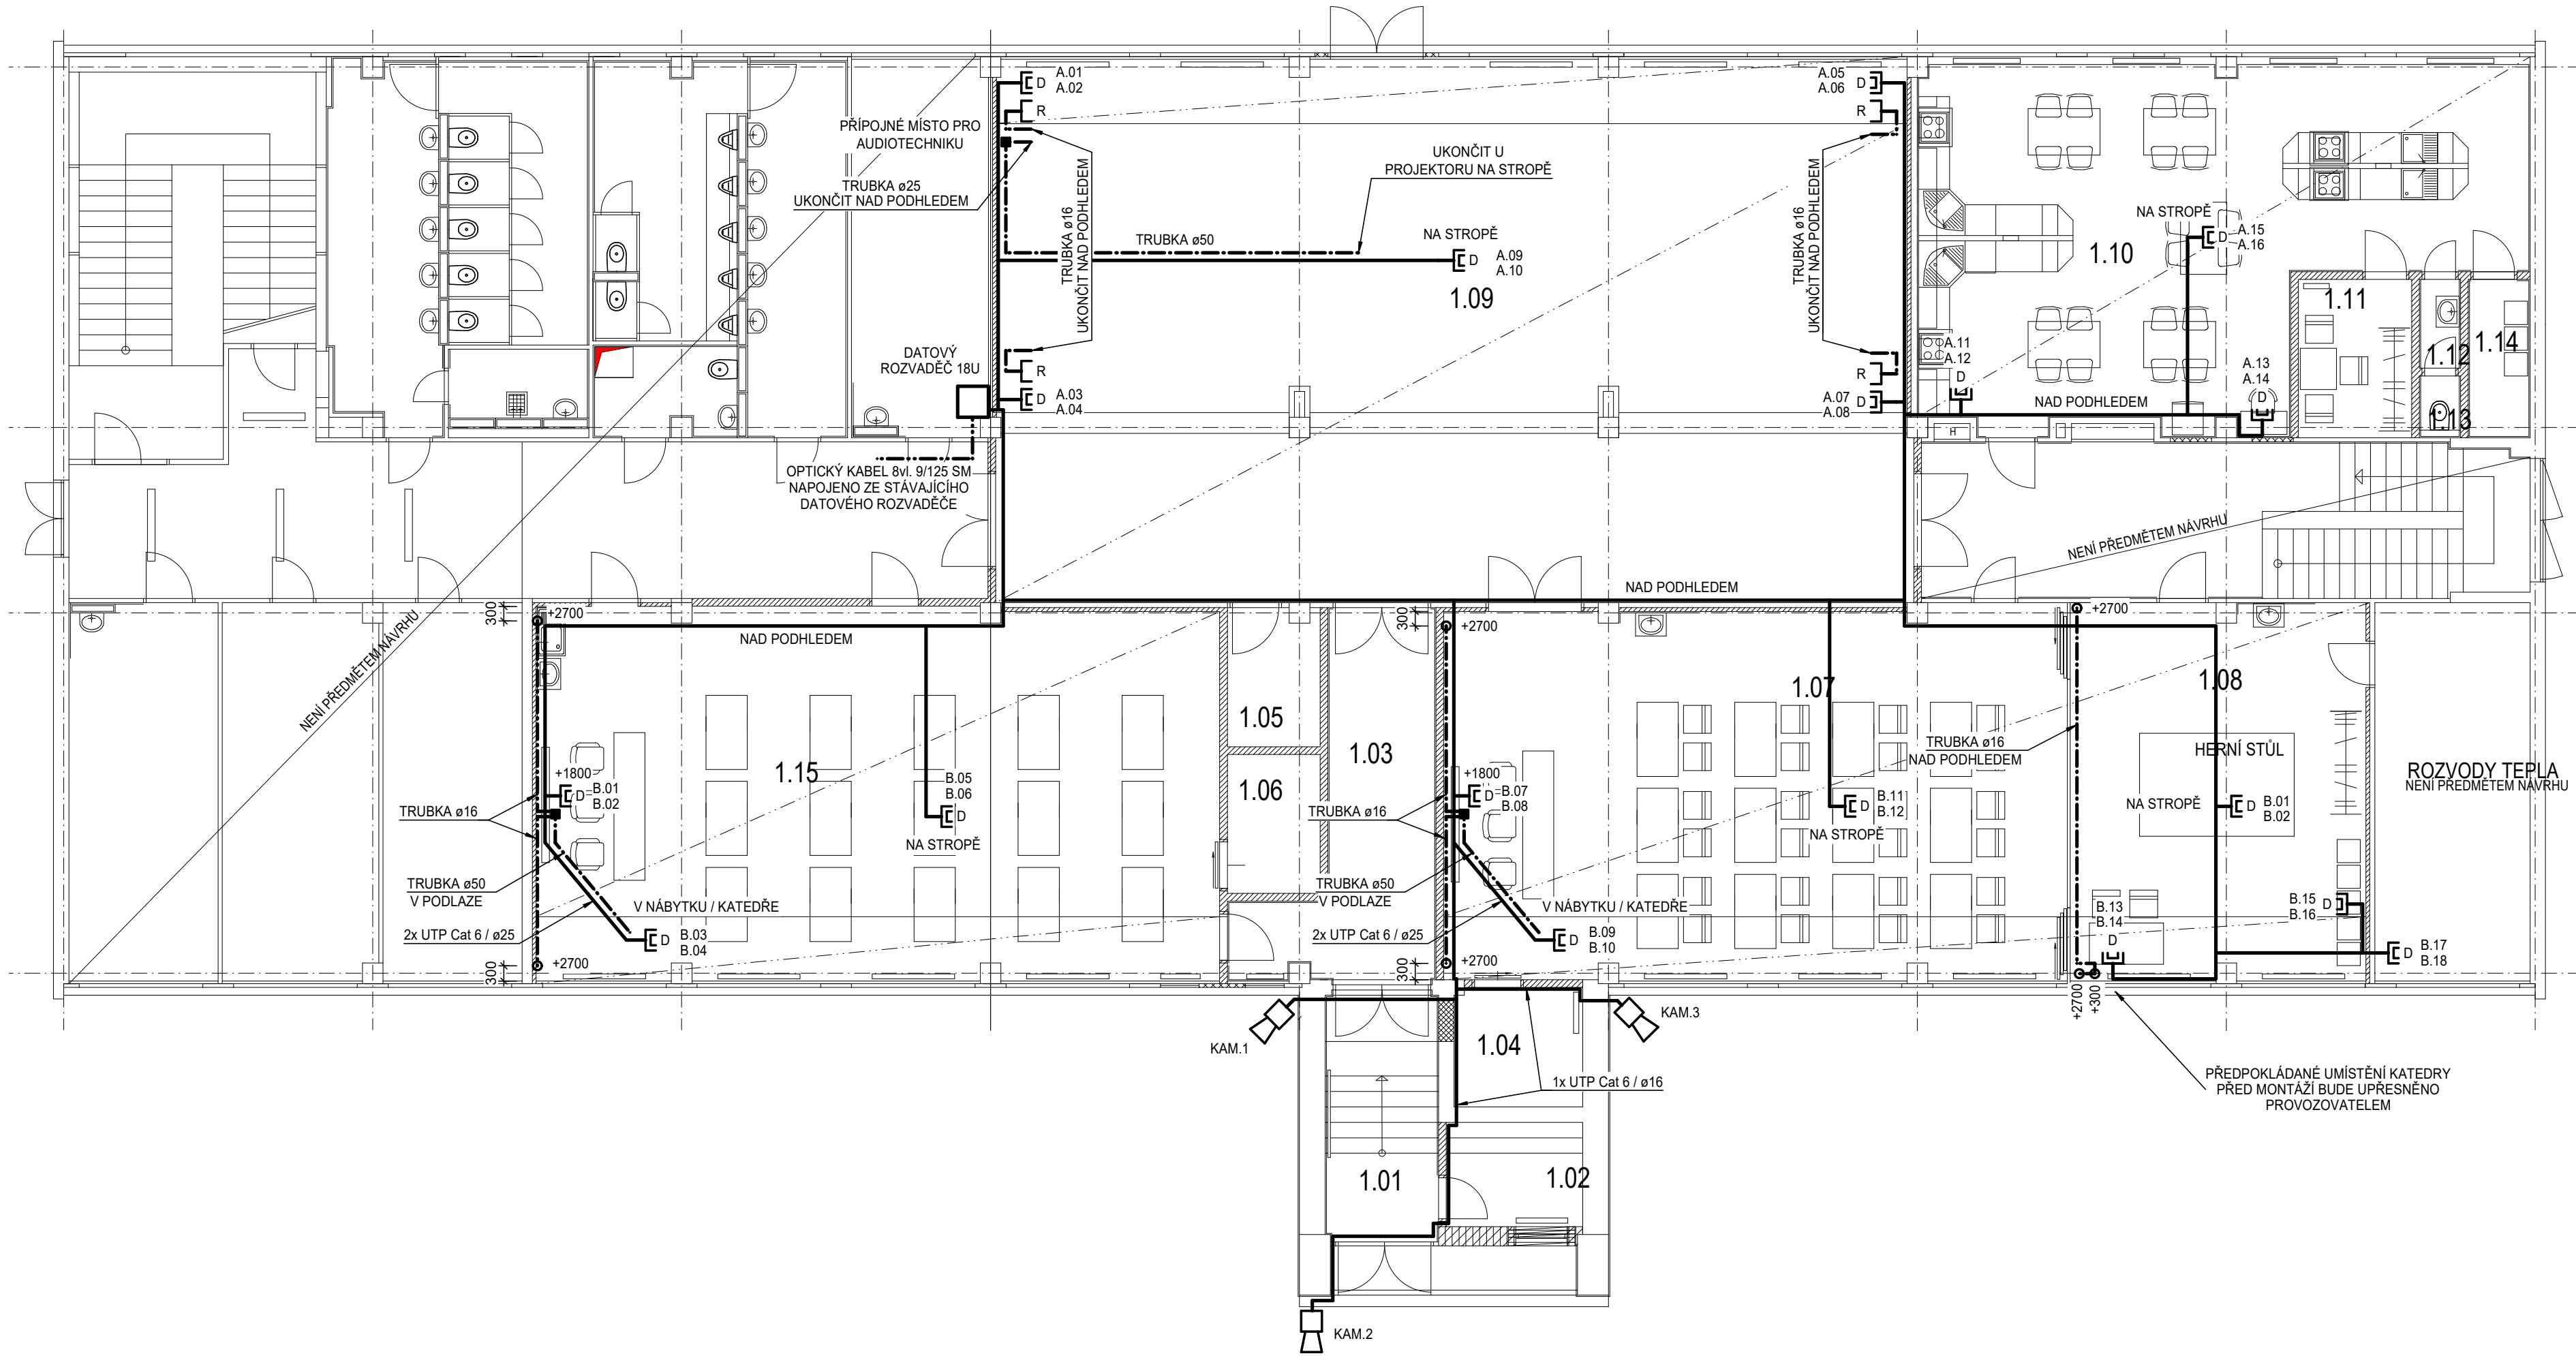 A.01
A.02
D
R
PŘÍPOJNÉ MÍSTO PRO
AUDIOTECHNIKU
TRUBKA ø25
UKONČIT NAD PODHLEDEM
TRUBKA ø16
UKONČIT NAD PODHLEDEM
UKONČIT U
PROJEKTORU NA STROPĚ
TRUBKA ø50
NA STROPĚ
D
A.09
A.10
1.09
A.05
A.06
D
R
TRUBKA ø16
UKONČIT NAD PODHLEDEM
R
A.07
A.08
D
DATOVÝ
ROZVADĚČ 18U
R
D
A.03
A.04
OPTICKÝ KABEL 8vl. 9/125 SM
NAPOJENO ZE STÁVAJÍCÍHO
DATOVÉHO ROZVADĚČE
NA STROPĚ
D
A.15
A.16
1.10
1.11
1.12
1.13
1.14
A.11
A.12
D
A.13
A.14
D
NAD PODHLEDEM
H
NENÍ PŘEDMĚTEM NÁVRHU
NAD PODHLEDEM
NENÍ PŘEDMĚTEM NÁVRHU
300
+2700
NAD PODHLEDEM
1.15
+1800
D
B.01
B.02
TRUBKA ø16
B.05
B.06
D
NA STROPĚ
TRUBKA ø50
V PODLAZE
V NÁBYTKU / KATEDŘE
2x UTP Cat 6 / ø25
D
B.03
B.04
300
+2700
1.05
1.06
1.03
300
+2700
1.07
+1800
D
B.07
B.08
TRUBKA ø16
D
B.11
B.12
NA STROPĚ
TRUBKA ø50
V PODLAZE
V NÁBYTKU / KATEDŘE
2x UTP Cat 6 / ø25
D
B.09
B.10
300
+2700
+2700
1.08
TRUBKA ø16
NAD PODHLEDEM
HERNÍ STŮL
NA STROPĚ
D
B.01
B.02
ROZVODY TEPLA
NENÍ PŘEDMĚTEM NÁVRHU
B.13
B.14
D
B.15
B.16
D
D
B.17
B.18
+2700
+300
KAM.1
KAM.3
1.04
1x UTP Cat 6 / ø16
PŘEDPOKLÁDANÉ UMÍSTĚNÍ KATEDRY
PŘED MONTÁŽÍ BUDE UPŘESNĚNO
PROVOZOVATELEM
1.01
1.02
KAM.2